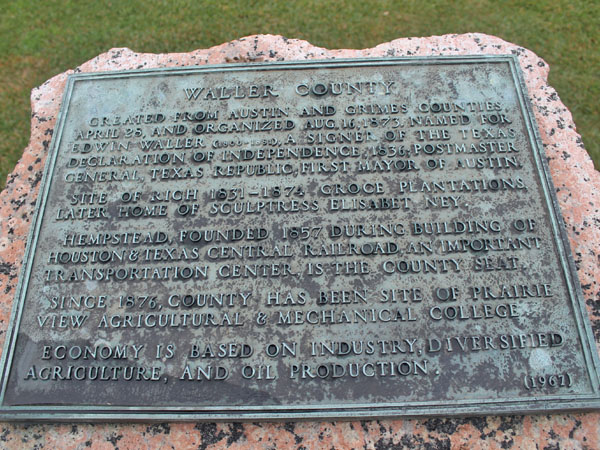 WALLER COUNTY
CREATED FROM AUSTIN AND GRIMES COUNTIES
APRIL 28, AND ORGANIZED AUG. 16, 1873. NAMED FOR
EDWIN WALLER (1800-1881), A SIGNER OF THE TEXAS
DECLARATION OF INDEPENDENCE, 1836, POSTMASTER
GENERAL, TEXAS REPUBLIC, FIRST MAYOR OF AUSTIN.
SITE OF RICH 1831-1874 GROCE PLANTATIONS.
LATER HOME OF SCULPTRESS ELISABET NEY.
HEMPSTEAD, FOUNDED 1857 DURING BUILDING OF
HOUSTON & TEXAS CENTRAL RAILROAD, AN IMPORTANT
TRANSPORTATION CENTER, IS THE COUNTY SEAT.
SINCE 1876, COUNTY HAS BEEN SITE OF PRAIRIE
VIEW AGRICULTURAL & MECHANICAL COLLEGE.
ECONOMY IS BASED ON INDUSTRY, DIVERSIFIED
AGRICULTURE, AND OIL PRODUCTION.
(1967)